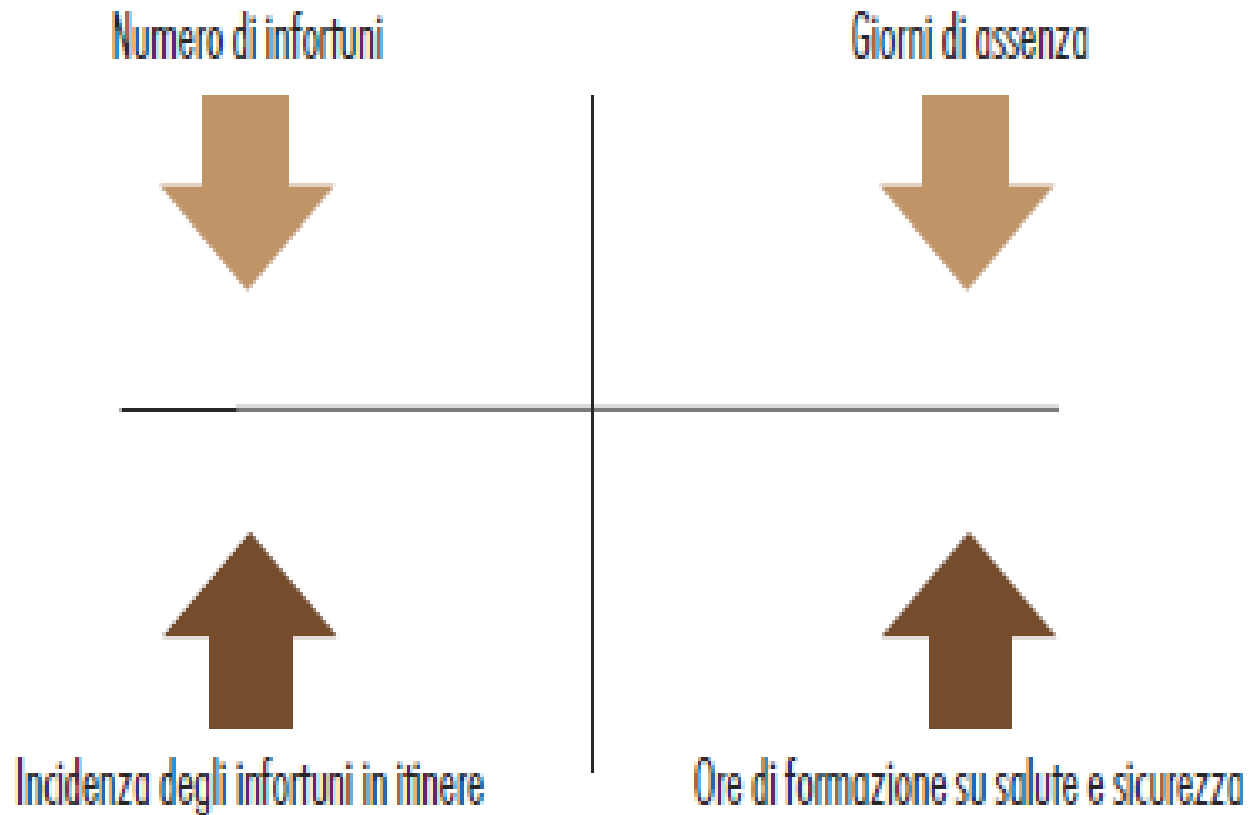 Numero di infortuni
Giorni di assenza
Incidenza degli infortuni in itinere
Ore di formazione su salute e sicurezza